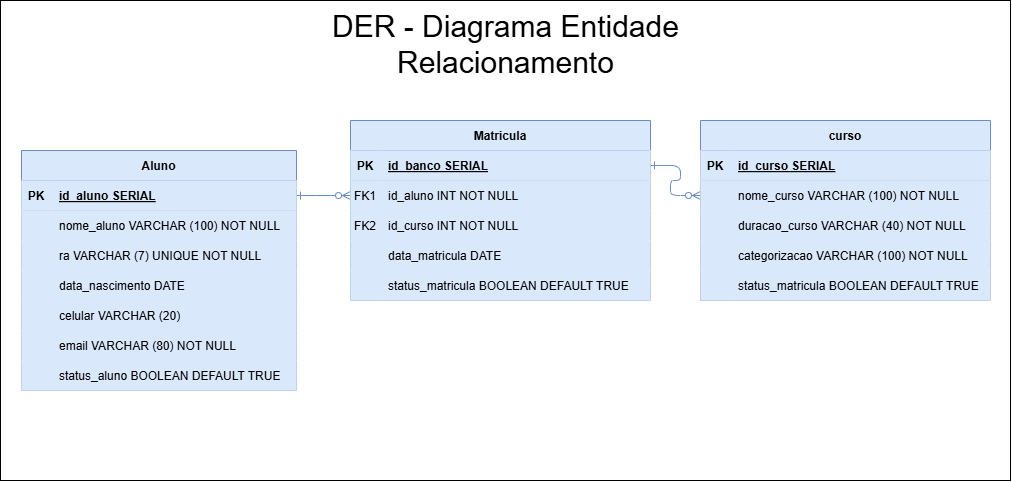 DER - Diagrama Entidade
Relacionamento
Aluno
PK id_aluno SERIAL
nome_aluno VARCHAR (100) NOT NULL
ra VARCHAR (7) UNIQUE NOT NULL
data_nascimento DATE
celular VARCHAR (20)
email VARCHAR (80) NOT NULL
status_aluno BOOLEAN DEFAULT TRUE
Matricula
PK id_banco SERIAL
FK1 id_aluno INT NOT NULL
FK2 id_curso INT NOT NULL
data_matricula DATE
status_matricula BOOLEAN DEFAULT TRUE
curso
PK id_curso SERIAL
nome_curso VARCHAR (100) NOT NULL
duracao_curso VARCHAR (40) NOT NULL
categorizacao VARCHAR (100) NOT NULL
status_matricula BOOLEAN DEFAULT TRUE